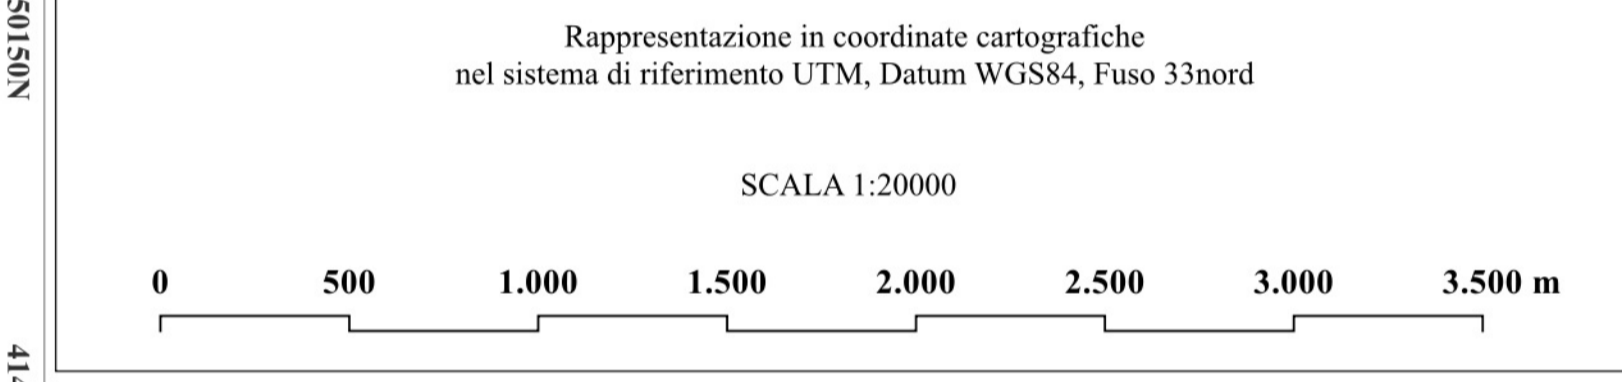 50150N
Rappresentazione in coordinate cartografiche
nel sistema di riferimento UTM, Datum WGS84, Fuso 33nord
SCALA 1:20000
0 500 1.000 1.500 2.000 2.500 3.000 3.500 m